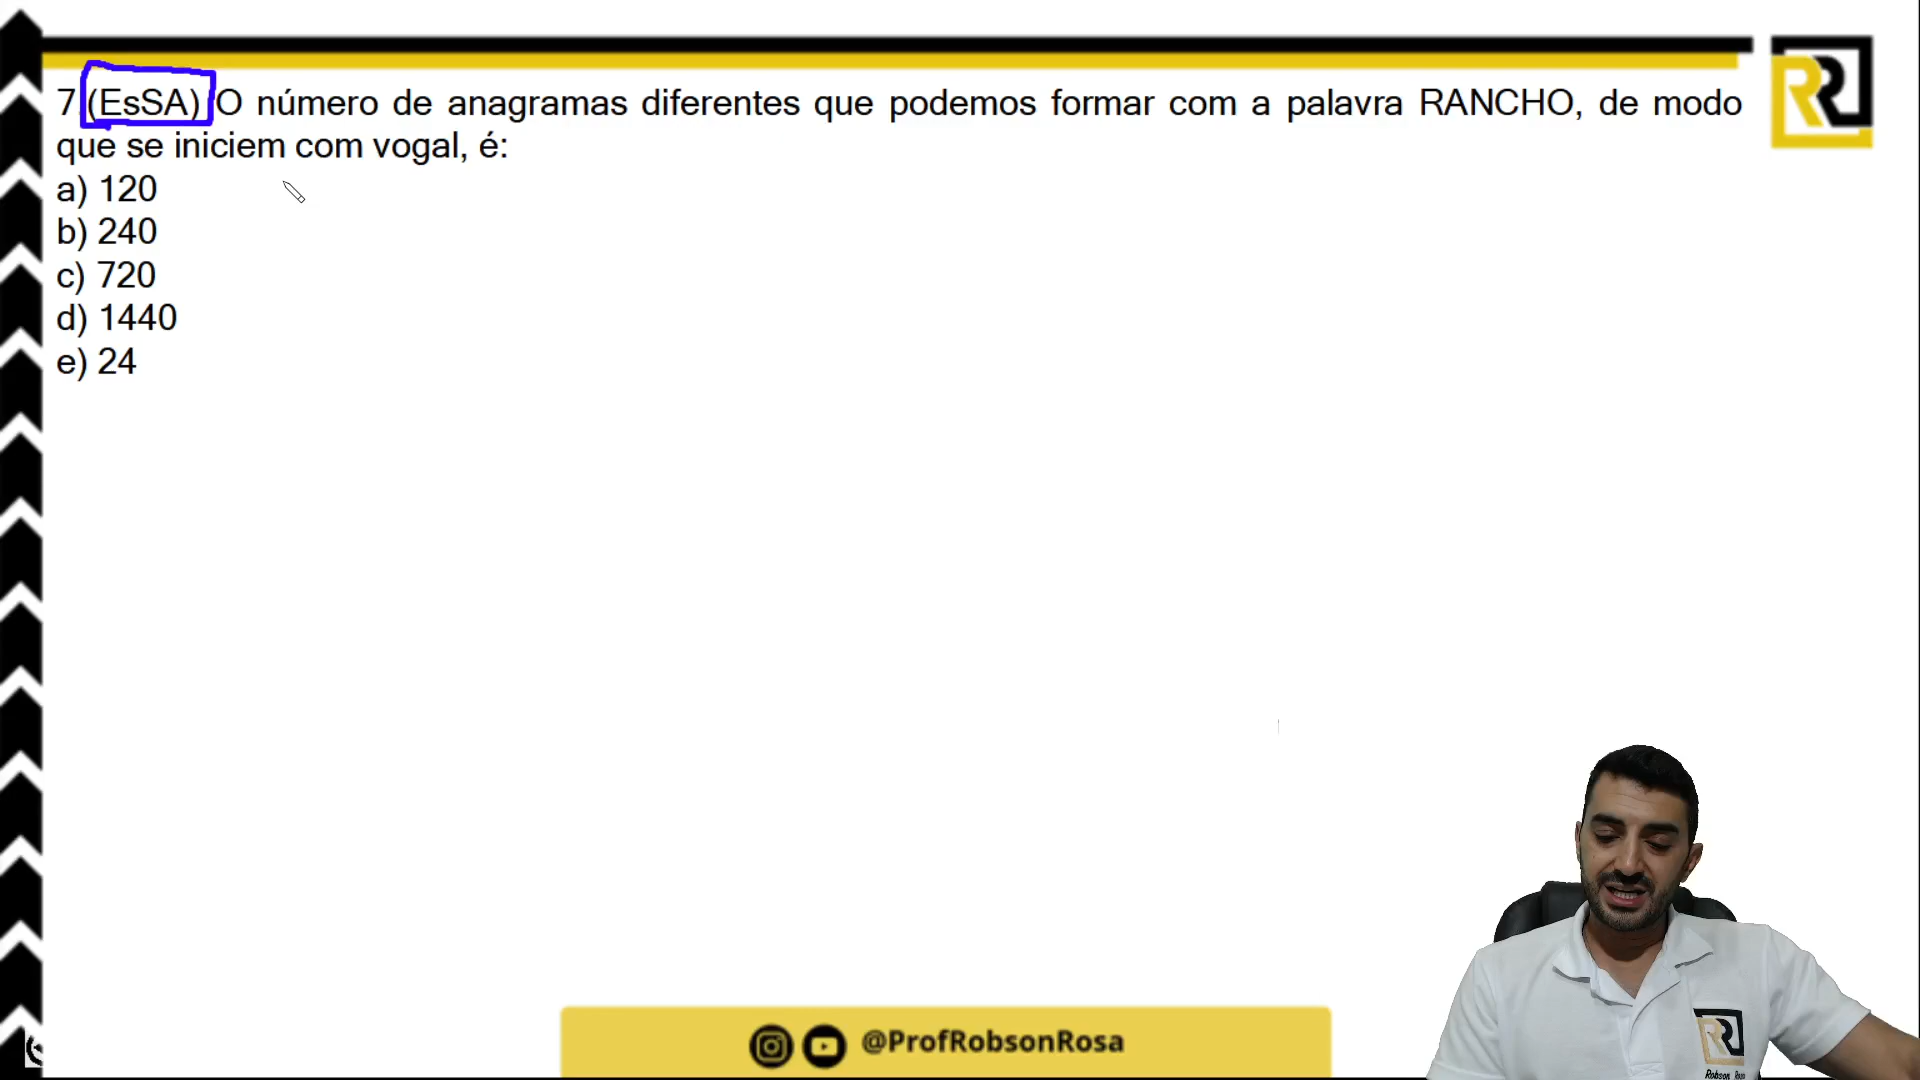 7 (EsSA) O número de anagramas diferentes que podemos formar com a palavra RANCHO, de modo
que se iniciem com vogal, é:
a) 120
b) 240
c) 720
d) 1440
e) 24
@ProfRobsonRosa